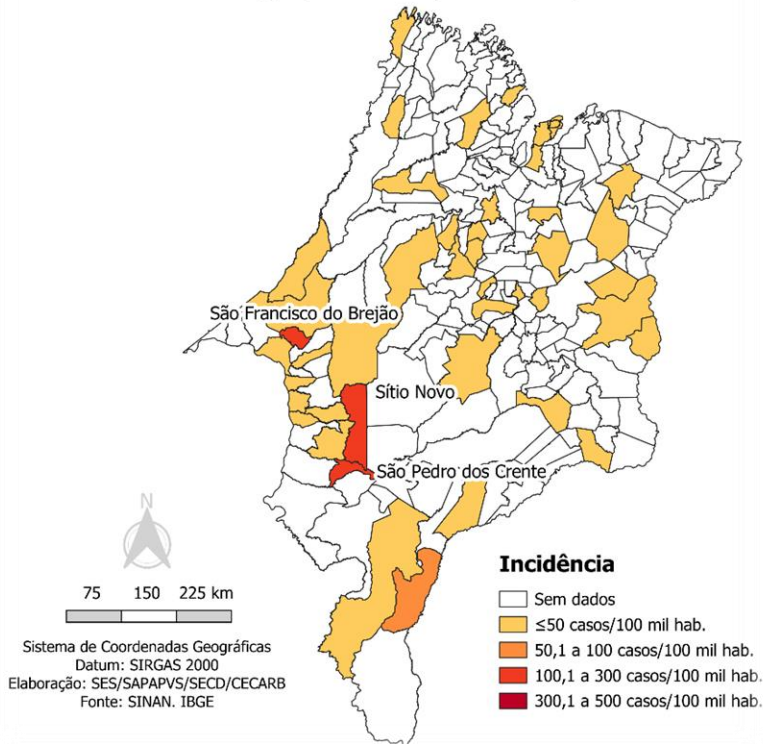 São Francisco do Brejão
Sítio Novo
São Pedro dos Crente
N
75 150 225 km
Sistema de Coordenadas Geográficas
Datum: SIRGAS 2000
Elaboração: SES/SAPAPVS/SECD/CECARB
Fonte: SINAN. IBGE
Incidência
Sem dados
≤50 casos/100 mil hab.
50,1 a 100 casos/100 mil hab.
100,1 a 300 casos/100 mil hab.
300,1 a 500 casos/100 mil hab.